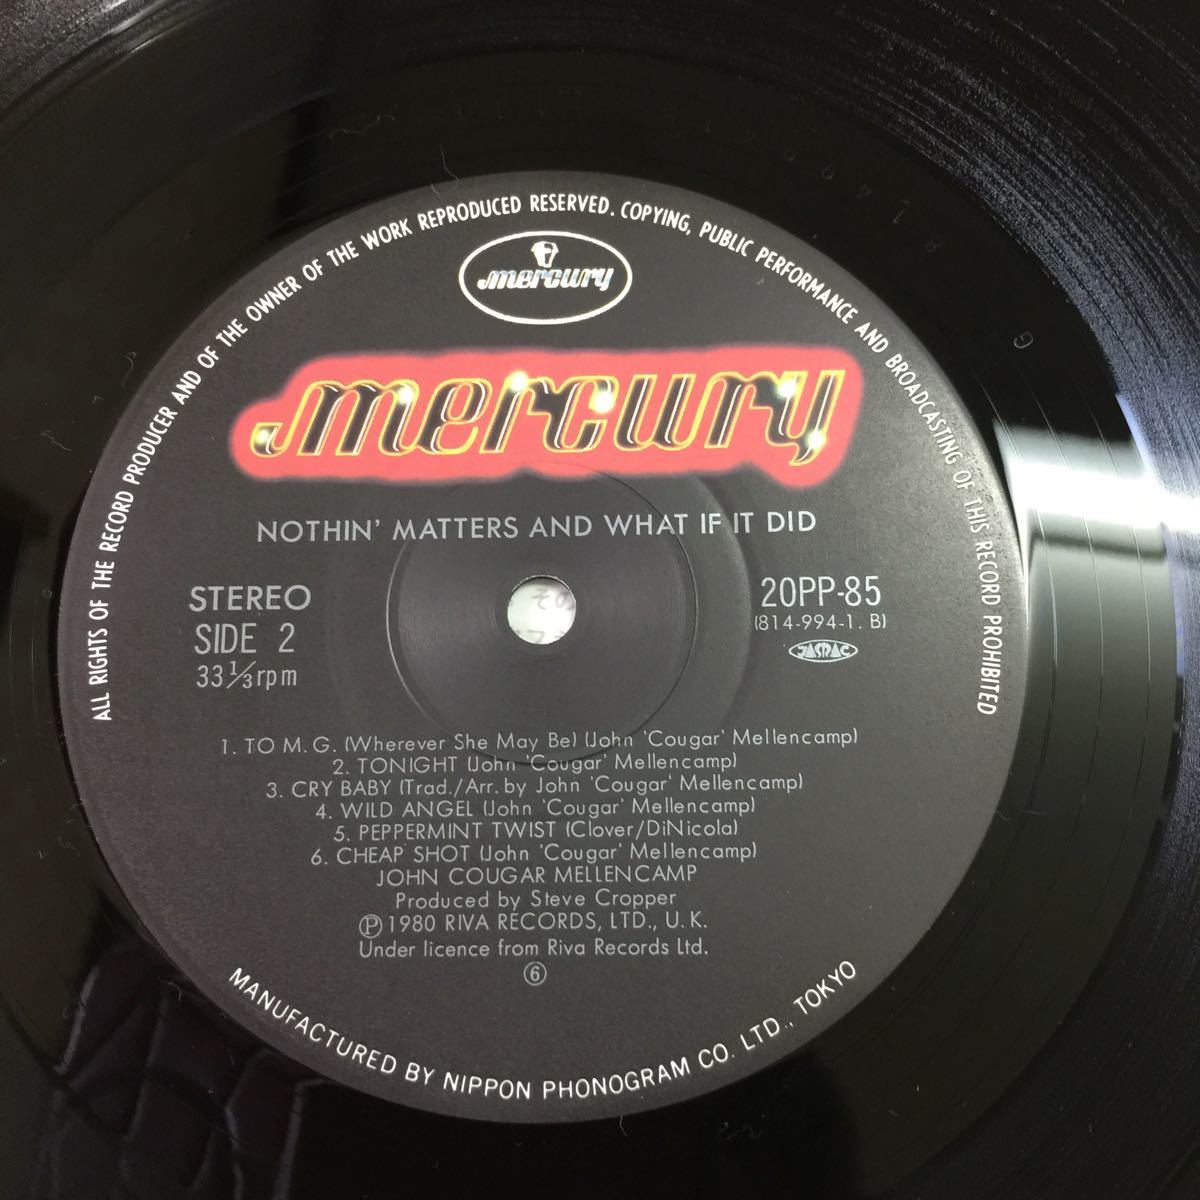 ALL RIGHTS OF THE RECORD PRODUCER AND OF THE OWNER OF THE WORK REPRODUCED RESERVED. COPYING, PUBLIC PERFORMANCE AND BROADCASTING OF THIS RECORD PROHIBITED
mercury
mercury
NOTHIN' MATTERS AND WHAT IF IT DID
STEREO
SIDE 2
33 1/3 rpm
20PP-85
(814-994-1. B)
JASRAC
1. TO M. G. (Wherever She May Be) (John 'Cougar' Mellencamp)
2. TONIGHT (John 'Cougar' Mellencamp)
3. CRY BABY (Trad./Arr. by John 'Cougar' Mellencamp)
4. WILD ANGEL (John 'Cougar' Mellencamp)
5. PEPPERMINT TWIST (Clover/DiNicola)
6. CHEAP SHOT (John 'Cougar' Mellencamp)
JOHN COUGAR MELLENCAMP
Produced by Steve Cropper
℗ 1980 RIVA RECORDS, LTD., U. K.
Under licence from Riva Records Ltd.
⑥
MANUFACTURED BY NIPPON PHONOGRAM CO. LTD., TOKYO